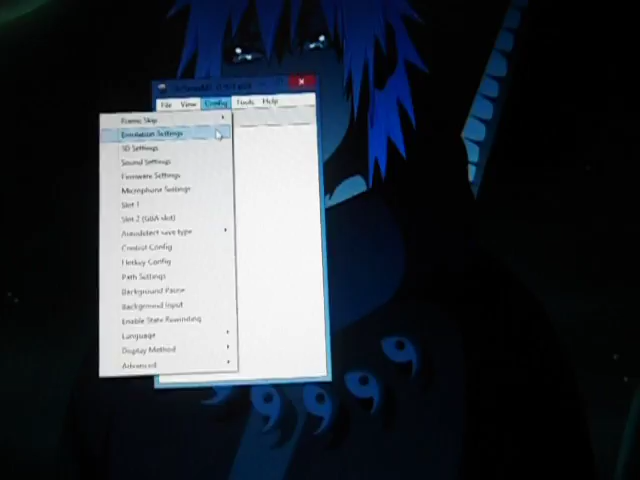 File View Config Tools Help
Frame Skip
Emulation Settings
3D Settings
Sound Settings
Firmware Settings
Microphone Settings
Slot 1
Slot 2 (GBA slot)
Autodetect save type
Control Config
Hotkey Config
Path Settings
Background Pause
Background Input
Enable State Rewinding
Language
Display Method
Advanced